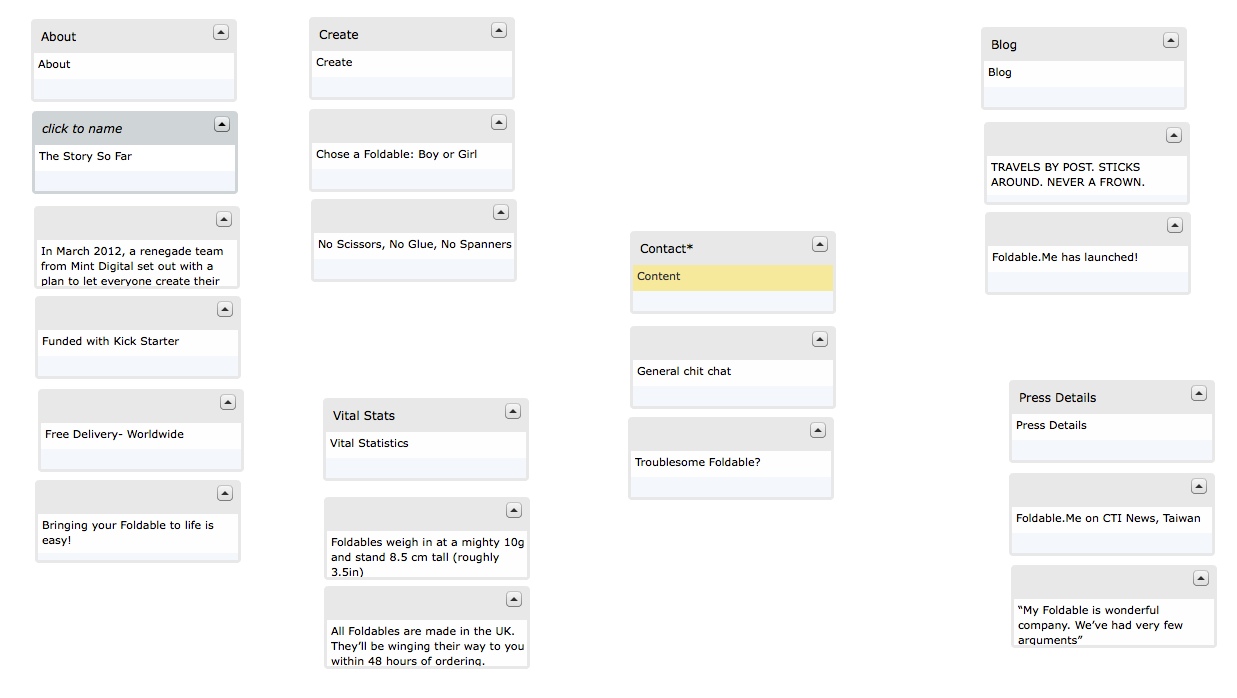 About
About
click to name
The Story So Far
In March 2012, a renegade team
from Mint Digital set out with a
plan to let everyone create their
Funded with Kick Starter
Free Delivery- Worldwide
Bringing your Foldable to life is
easy!
Create
Create
Chose a Foldable: Boy or Girl
No Scissors, No Glue, No Spanners
Vital Stats
Vital Statistics
Foldables weigh in at a mighty 10g
and stand 8.5 cm tall (roughly
3.5in)
All Foldables are made in the UK.
They’ll be winging their way to you
within 48 hours of ordering.
Contact*
Content
General chit chat
Troublesome Foldable?
Blog
Blog
TRAVELS BY POST. STICKS
AROUND. NEVER A FROWN.
Foldable.Me has launched!
Press Details
Press Details
Foldable.Me on CTI News, Taiwan
“My Foldable is wonderful
company. We’ve had very few
arguments”